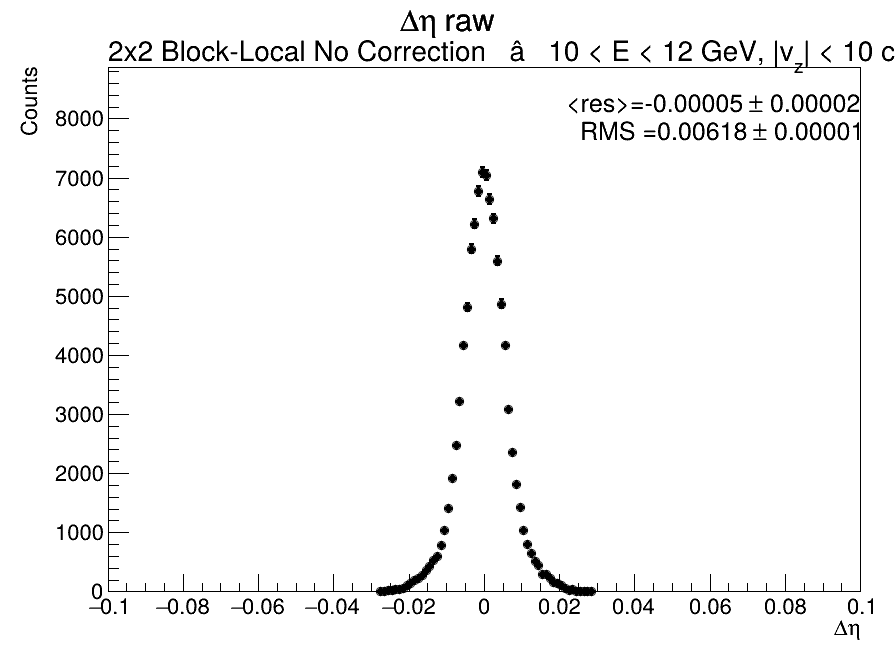 Δη raw
2x2 Block-Local No Correction â 10 < E < 12 GeV, |v_z| < 10 c
Counts
<res>=-0.00005 ± 0.00002
RMS =0.00618 ± 0.00001
8000
7000
6000
5000
4000
3000
2000
1000
0
−0.1 −0.08 −0.06 −0.04 −0.02 0 0.02 0.04 0.06 0.08 0.1
Δη